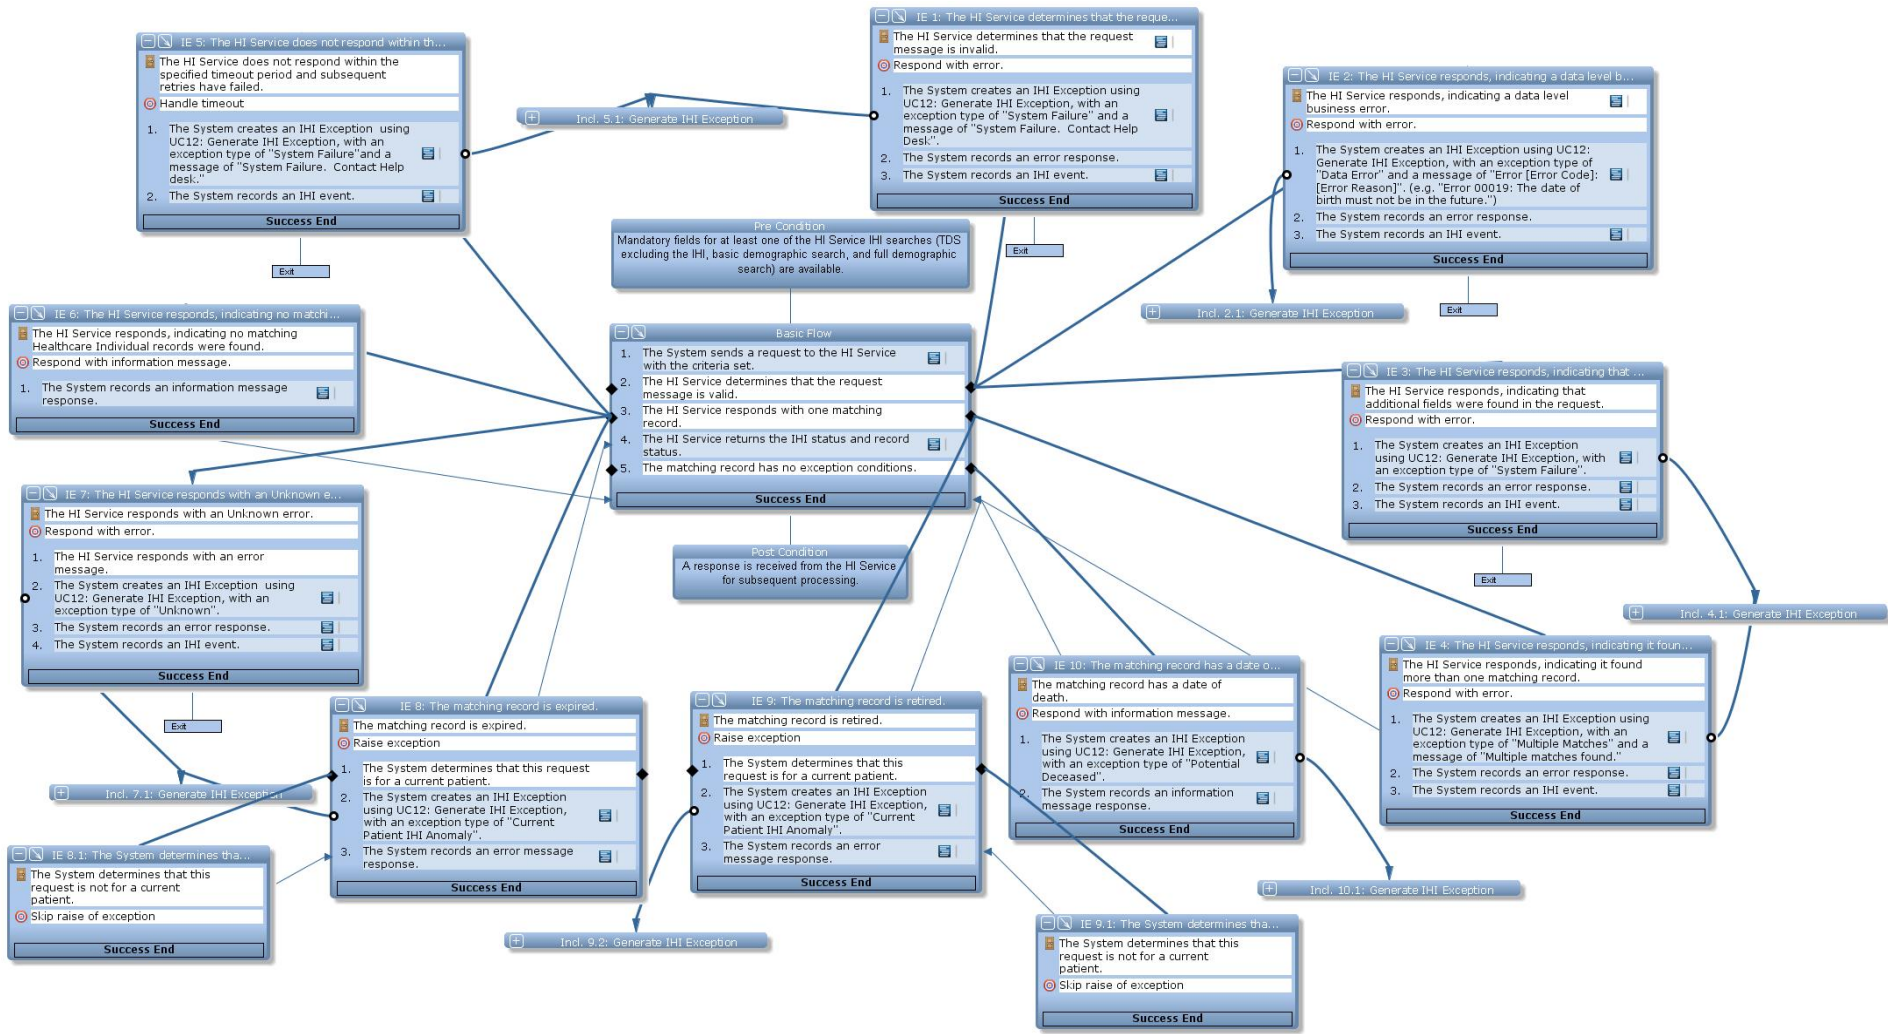 IE 5: The HI Service does not respond within th...
The HI Service does not respond within the
specified timeout period and subsequent
retries have failed.
Handle timeout
1. The System creates an IHI Exception using
UC12: Generate IHI Exception, with an
exception type of "System Failure"and a
message of "System Failure. Contact Help
desk."
2. The System records an IHI event.
Success End
Exit
Incl. 5.1: Generate IHI Exception
IE 1: The HI Service determines that the reque...
The HI Service determines that the request
message is invalid.
Respond with error.
1. The System creates an IHI Exception using
UC12: Generate IHI Exception, with an
exception type of "System Failure" and a
message of "System Failure. Contact Help
Desk".
2. The System records an error response.
3. The System records an IHI event.
Success End
Exit
IE 2: The HI Service responds, indicating a data level b...
The HI Service responds, indicating a data level
business error.
Respond with error.
1. The System creates an IHI Exception using UC12:
Generate IHI Exception, with an exception type of
"Data Error" and a message of "Error [Error Code]:
[Error Reason]". (e.g. "Error 00019: The date of
birth must not be in the future.")
2. The System records an error response.
3. The System records an IHI event.
Success End
Exit
Incl. 2.1: Generate IHI Exception
Pre Condition
Mandatory fields for at least one of the HI Service IHI searches (TDS
excluding the IHI, basic demographic search, and full demographic
search) are available.
IE 6: The HI Service responds, indicating no matchi...
The HI Service responds, indicating no matching
Healthcare Individual records were found.
Respond with information message.
1. The System records an information message
response.
Success End
Basic Flow
1. The System sends a request to the HI Service
with the criteria set.
2. The HI Service determines that the request
message is valid.
3. The HI Service responds with one matching
record.
4. The HI Service returns the IHI status and record
status.
5. The matching record has no exception conditions.
Success End
Post Condition
A response is received from the HI Service
for subsequent processing.
IE 3: The HI Service responds, indicating that ...
The HI Service responds, indicating that
additional fields were found in the request.
Respond with error.
1. The System creates an IHI Exception
using UC12: Generate IHI Exception, with
an exception type of "System Failure".
2. The System records an error response.
3. The System records an IHI event.
Success End
Exit
Incl. 4.1: Generate IHI Exception
IE 7: The HI Service responds with an Unknown e...
The HI Service responds with an Unknown error.
Respond with error.
1. The HI Service responds with an error
message.
2. The System creates an IHI Exception using
UC12: Generate IHI Exception, with an
exception type of "Unknown".
3. The System records an error response.
4. The System records an IHI event.
Success End
Exit
Incl. 7.1: Generate IHI Exception
IE 8: The matching record is expired.
The matching record is expired.
Raise exception
1. The System determines that this request
is for a current patient.
2. The System creates an IHI Exception
using UC12: Generate IHI Exception,
with an exception type of "Current
Patient IHI Anomaly".
3. The System records an error message
response.
Success End
IE 9: The matching record is retired.
The matching record is retired.
Raise exception
1. The System determines that this
request is for a current patient.
2. The System creates an IHI Exception
using UC12: Generate IHI Exception,
with an exception type of "Current
Patient IHI Anomaly".
3. The System records an error
message response.
Success End
IE 10: The matching record has a date o...
The matching record has a date of
death.
Respond with information message.
1. The System creates an IHI Exception
using UC12: Generate IHI Exception,
with an exception type of "Potential
Deceased".
2. The System records an information
message response.
Success End
IE 4: The HI Service responds, indicating it foun...
The HI Service responds, indicating it found
more than one matching record.
Respond with error.
1. The System creates an IHI Exception using
UC12: Generate IHI Exception, with an
exception type of "Multiple Matches" and a
message of "Multiple matches found."
2. The System records an error response.
3. The System records an IHI event.
Success End
IE 8.1: The System determines tha...
The System determines that this
request is not for a current
patient.
Skip raise of exception
Success End
Incl. 9.2: Generate IHI Exception
Incl. 10.1: Generate IHI Exception
IE 9.1: The System determines tha...
The System determines that this
request is not for a current
patient.
Skip raise of exception
Success End